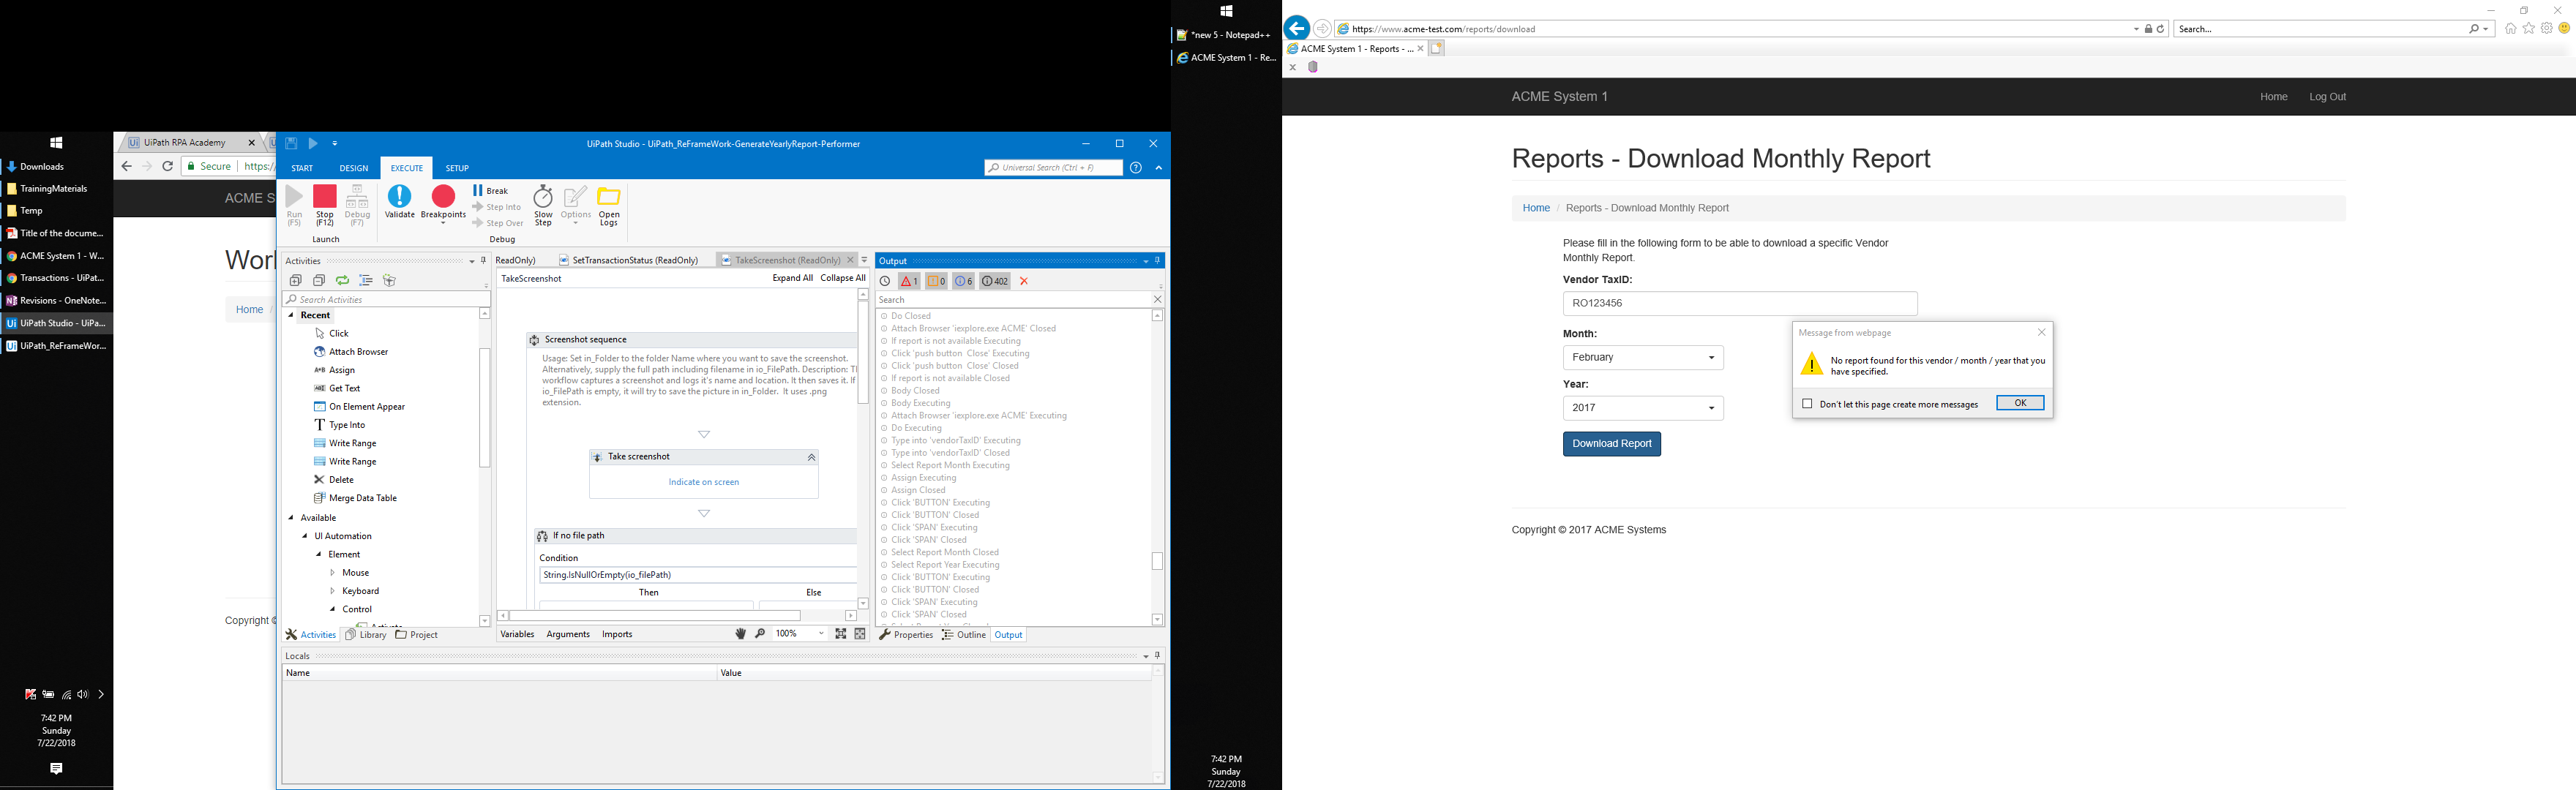 Downloads
TrainingMaterials
Temp
Title of the docume...
ACME System 1 - W...
Transactions - UiPat...
Revisions - OneNote...
UiPath Studio - UiPa...
UiPath_ReFrameWor...
7:42 PM
Sunday
7/22/2018
UiPath RPA Academy
Secure
https:/
ACME S
Work
Home /
Copyright ©
UiPath Studio - UiPath_ReFrameWork-GenerateYearlyReport-Performer
START DESIGN EXECUTE SETUP
Universal Search (Ctrl + F)
Run (F5)
Stop (F12)
Debug (F7)
Launch
Validate
Breakpoints
Break
Step Into
Step Over
Slow Step
Options
Open Logs
Debug
Activities
Search Activities
Recent
Click
Attach Browser
Assign
Get Text
On Element Appear
Type Into
Write Range
Write Range
Delete
Merge Data Table
Available
UI Automation
Element
Mouse
Keyboard
Control
Activate
Activities Library Project
ReadOnly) SetTransactionStatus (ReadOnly) TakeScreenshot (ReadOnly)
TakeScreenshot Expand All Collapse All
Screenshot sequence
Usage: Set in_Folder to the folder Name where you want to save the screenshot.
Alternatively, supply the full path including filename in io_FilePath. Description: Th
workflow captures a screenshot and logs it's name and location. It then saves it. If
io_FilePath is empty, it will try to save the picture in in_Folder. It uses .png
extension.
Take screenshot
Indicate on screen
If no file path
Condition
String.IsNullOrEmpty(io_filePath)
Then Else
Variables Arguments Imports 100%
Output
1 0 6 402
Search
Do Closed
Attach Browser 'iexplore.exe ACME' Closed
If report is not available Executing
Click 'push button  Close' Executing
Click 'push button  Close' Closed
If report is not available Closed
Body Closed
Body Executing
Attach Browser 'iexplore.exe ACME' Executing
Do Executing
Type into 'vendorTaxID' Executing
Type into 'vendorTaxID' Closed
Select Report Month Executing
Assign Executing
Assign Closed
Click 'BUTTON' Executing
Click 'BUTTON' Closed
Click 'SPAN' Executing
Click 'SPAN' Closed
Select Report Month Closed
Select Report Year Executing
Click 'BUTTON' Executing
Click 'BUTTON' Closed
Click 'SPAN' Executing
Click 'SPAN' Closed
Select Report Year Closed
Properties Outline Output
Locals
Name Value
*new 5 - Notepad++
ACME System 1 - Re...
7:42 PM
Sunday
7/22/2018
https://www.acme-test.com/reports/download
Search...
ACME System 1 - Reports - ...
x
ACME System 1
Home Log Out
Reports - Download Monthly Report
Home / Reports - Download Monthly Report
Please fill in the following form to be able to download a specific Vendor
Monthly Report.
Vendor TaxID:
RO123456
Month:
February
Year:
2017
Download Report
Message from webpage
No report found for this vendor / month / year that you
have specified.
Don't let this page create more messages
OK
Copyright © 2017 ACME Systems